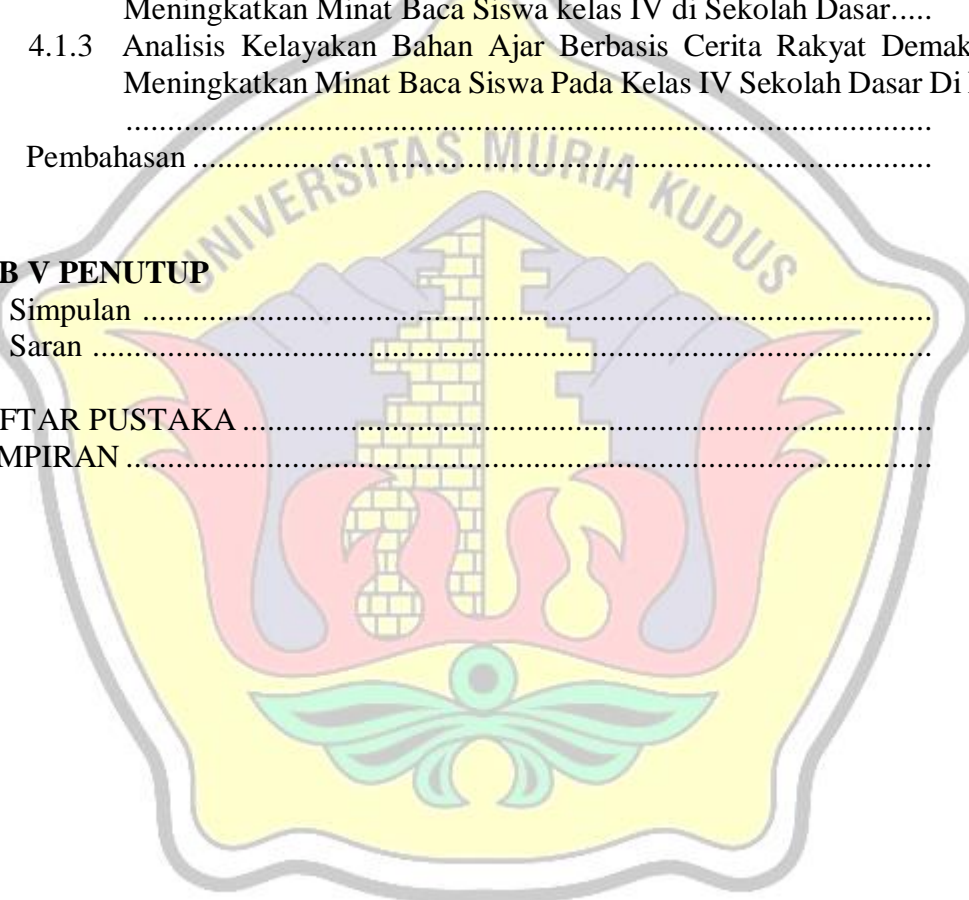 Meningkatkan Minat Baca Siswa kelas IV di Sekolah Dasar.....
4.1.3 Analisis Kelayakan Bahan Ajar Berbasis Cerita Rakyat Demak
Meningkatkan Minat Baca Siswa Pada Kelas IV Sekolah Dasar Di
..........................................................................................
Pembahasan ..................................................................................
UNIVERSITAS MURIA KUDUS
B V PENUTUP
Simpulan ........................................................................................
Saran .............................................................................................
FTAR PUSTAKA .............................................................................
MPIRAN ..........................................................................................